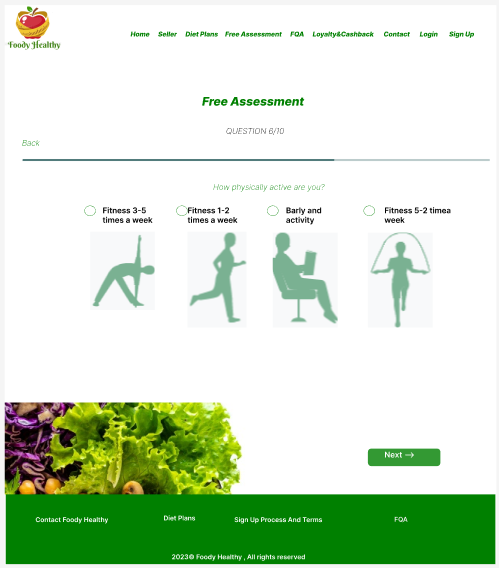 Foody Healthy
Home Seller Diet Plans Free Assessment FQA Loyalty&Cashback Contact Login Sign Up
Free Assessment
QUESTION 6/10
Back
How physically active are you?
Fitness 3-5
times a week
Fitness 1-2
times a week
Barly and
activity
Fitness 5-2 timea
week
Next →
Contact Foody Healthy Diet Plans Sign Up Process And Terms FQA
2023© Foody Healthy , All rights reserved